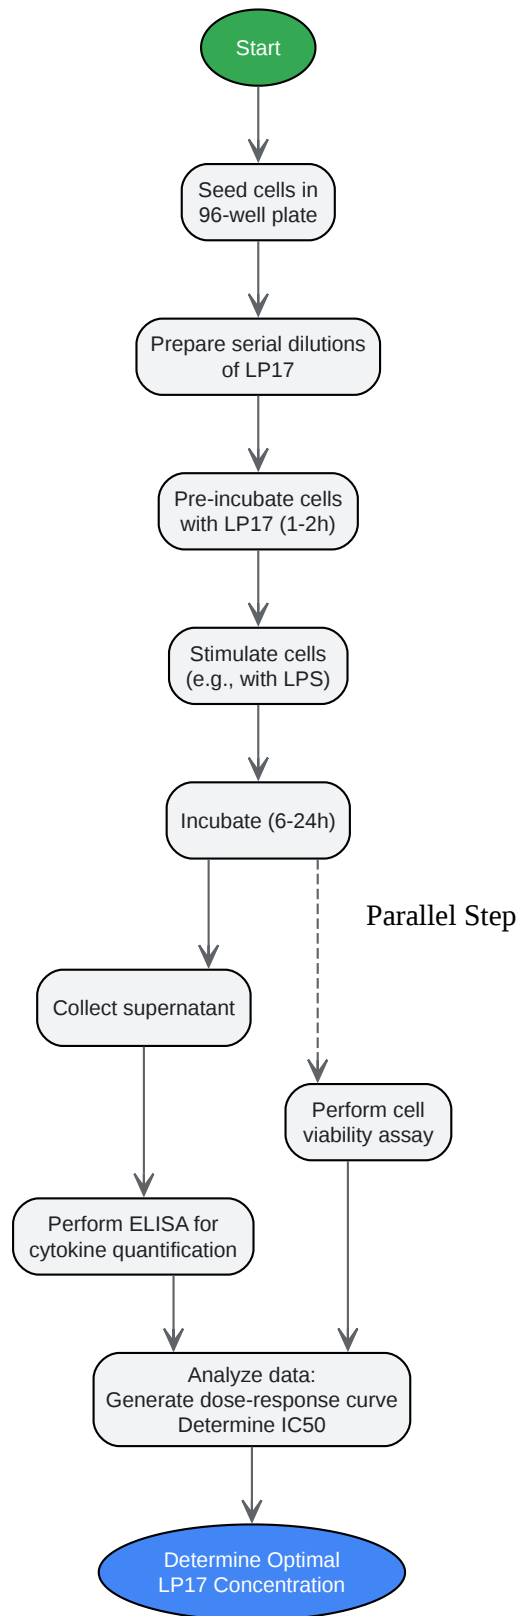 Start
Seed cells in
96-well plate
Prepare serial dilutions
of LP17
Pre-incubate cells
with LP17 (1-2h)
Stimulate cells
(e.g., with LPS)
Incubate (6-24h)
Parallel Step
Collect supernatant
Perform cell
viability assay
Perform ELISA for
cytokine quantification
Analyze data:
Generate dose-response curve
Determine IC50
Determine Optimal
LP17 Concentration